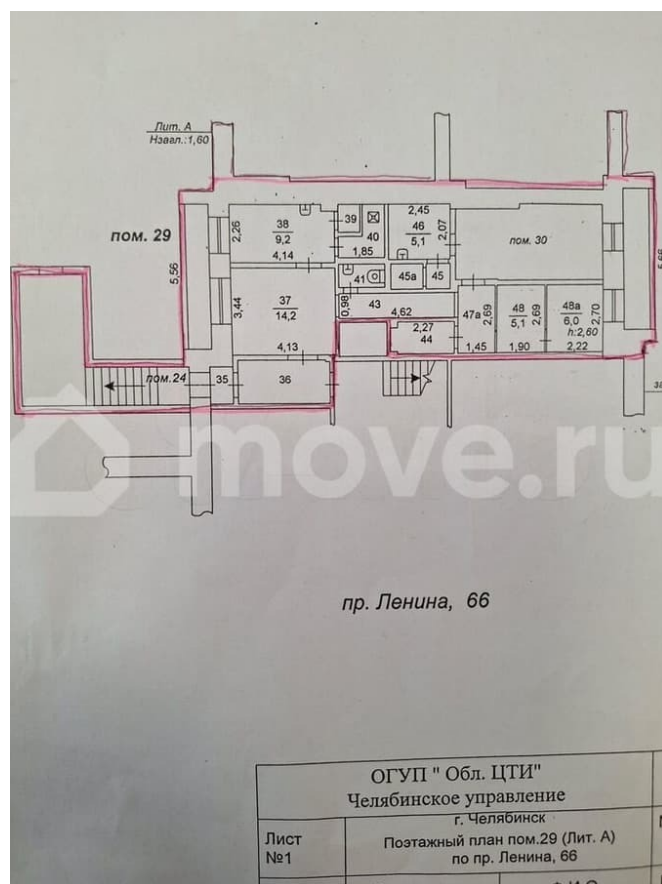 Лит. А
Нзагл.:1,60
пом. 29
5,56
2,26
38
9,2
4,14
39
40
1,85
2,45
46
5,1
2,07
пом. 30
3,44
37
14,2
4,13
41
0,98
43
4,62
45а
45
47а
2,69
1,45
48
5,1
2,69
1,90
48а
6,0
h:2,60
2,70
2,22
2,27
44
пом.24
35
36
move.ru
пр. Ленина, 66
ОГУП " Обл. ЦТИ"
Челябинское управление
г. Челябинск
Лист
№1
Поэтажный план пом.29 (Лит. А)
по пр. Ленина, 66